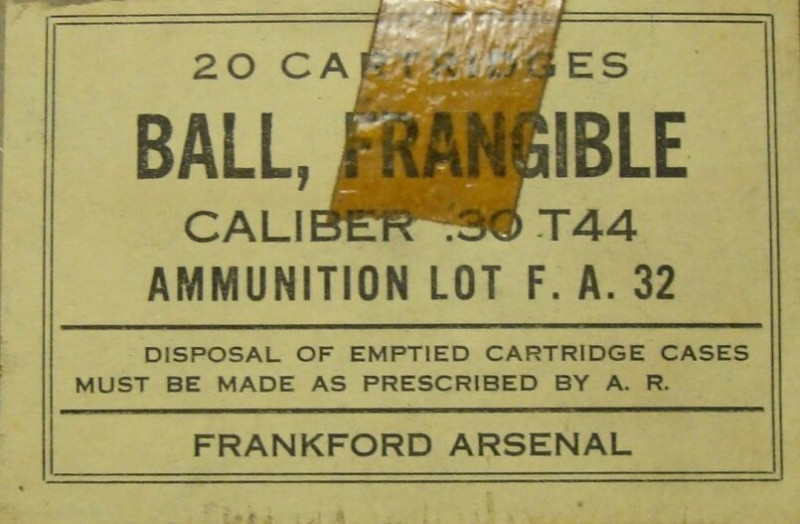 20 CARTRIDGES
BALL, FRANGIBLE
CALIBER .30 T44
AMMUNITION LOT F. A. 32
DISPOSAL OF EMPTIED CARTRIDGE CASES
MUST BE MADE AS PRESCRIBED BY A. R.
FRANKFORD ARSENAL